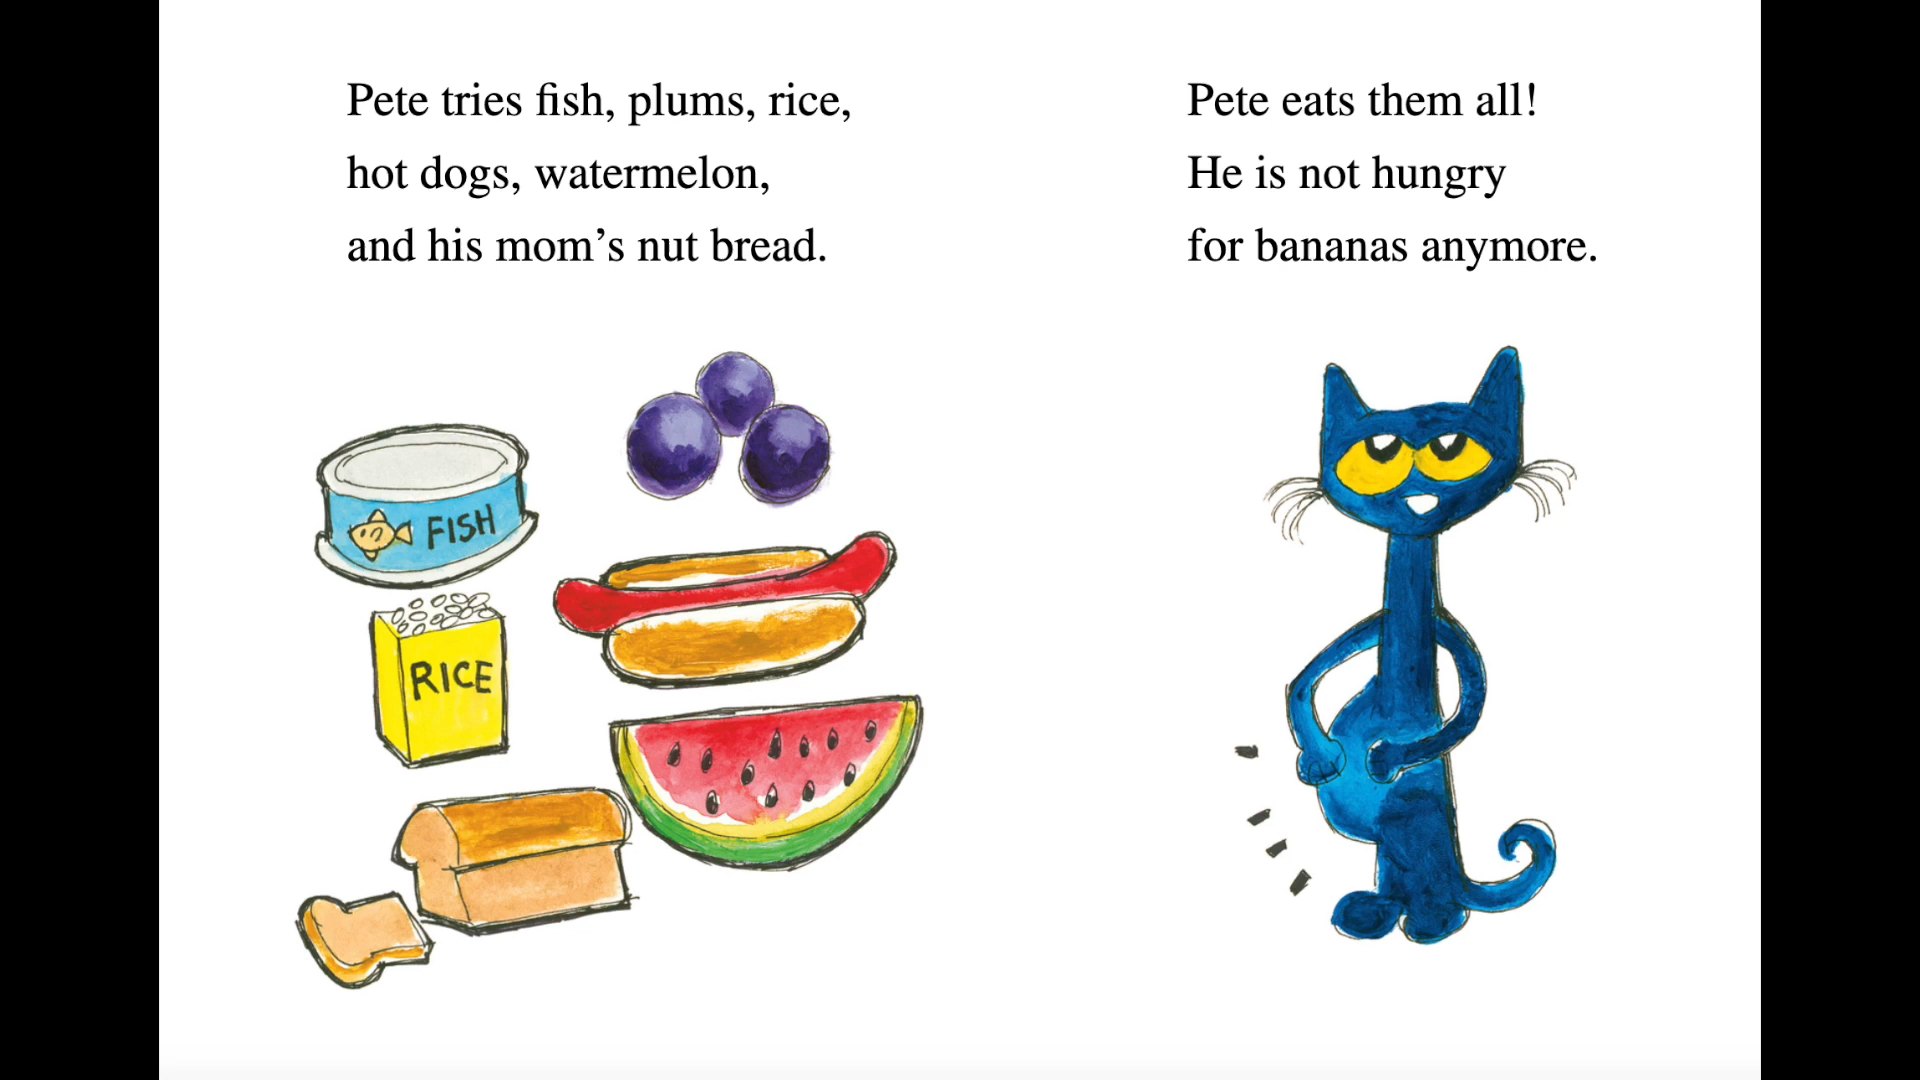 Pete tries fish, plums, rice,
hot dogs, watermelon,
and his mom’s nut bread.
FISH
RICE
Pete eats them all!
He is not hungry
for bananas anymore.